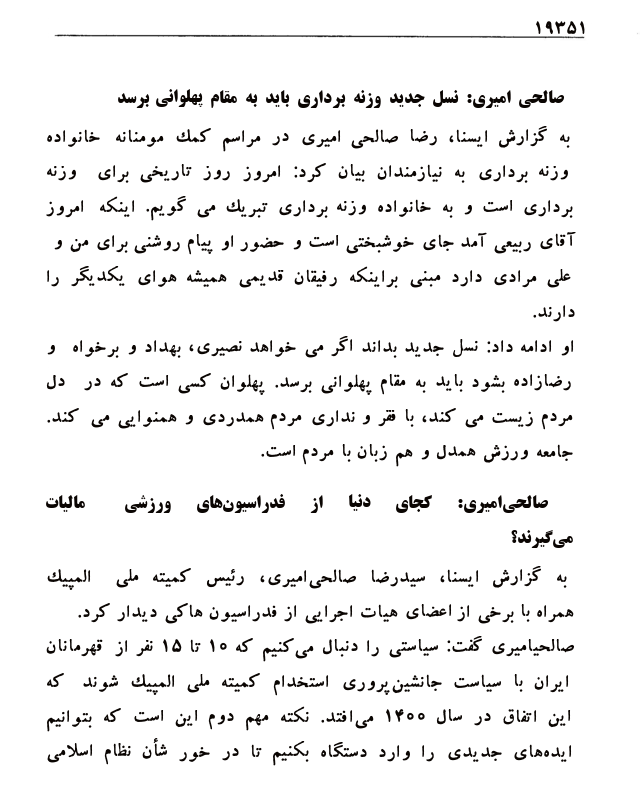 ۱۹۳۵۱
صالحی امیری: نسل جدید وزنه برداری باید به مقام پهلوانی برسد
به گزارش ایسنا، رضا صالحی امیری در مراسم كمك مومنانه خانواده
وزنه برداری به نیازمندان بیان کرد: امروز روز تاریخی برای وزنه
برداری است و به خانواده وزنه برداری تبریك می گویم. اینکه امروز
آقای ربیعی آمد جای خوشبختی است و حضور او پیام روشنی برای من و
علی مرادی دارد مبنی براینکه رفیقان قدیمی همیشه هوای یکدیگر را
دارند.
او ادامه داد: نسل جدید بداند اگر می خواهد نصیری، بهداد و برخواه و
رضازاده بشود باید به مقام پهلوانی برسد. پهلوان کسی است که در دل
مردم زیست می کند، با فقر و نداری مردم همدردی و همنوایی می کند.
جامعه ورزش همدل و هم زبان با مردم است.
صالحی‌امیری: کجای دنیا از فدراسیون‌های ورزشی مالیات
می‌گیرند؟
به گزارش ایسنا، سیدرضا صالحی‌امیری، رئیس کمیته ملی المپیك
همراه با برخی از اعضای هیات اجرایی از فدراسیون هاکی دیدار کرد.
صالحیامیری گفت: سیاستی را دنبال می‌کنیم که ۱۰ تا ۱۵ نفر از قهرمانان
ایران با سیاست جانشین‌پروری استخدام کمیته ملی المپیك شوند که
این اتفاق در سال ۱۴۰۰ می‌افتد. نکته مهم دوم این است که بتوانیم
ایده‌های جدیدی را وارد دستگاه بکنیم تا در خور شأن نظام اسلامی